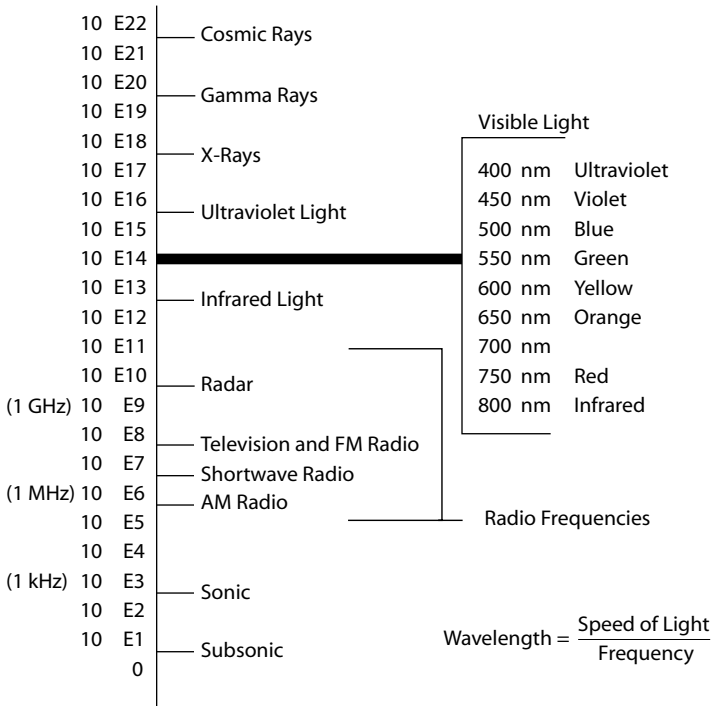 10 E22
Cosmic Rays
10 E21
10 E20
Gamma Rays
10 E19
10 E18
X-Rays
10 E17
10 E16
Ultraviolet Light
10 E15
10 E14
10 E13
Infrared Light
10 E12
10 E11
10 E10
Radar
(1 GHz) 10 E9
10 E8
Television and FM Radio
10 E7
Shortwave Radio
(1 MHz) 10 E6
AM Radio
10 E5
10 E4
(1 kHz) 10 E3
Sonic
10 E2
10 E1
Subsonic
0
Visible Light
400 nm Ultraviolet
450 nm Violet
500 nm Blue
550 nm Green
600 nm Yellow
650 nm Orange
700 nm
750 nm Red
800 nm Infrared
Radio Frequencies
Speed of Light
Wavelength =
Frequency